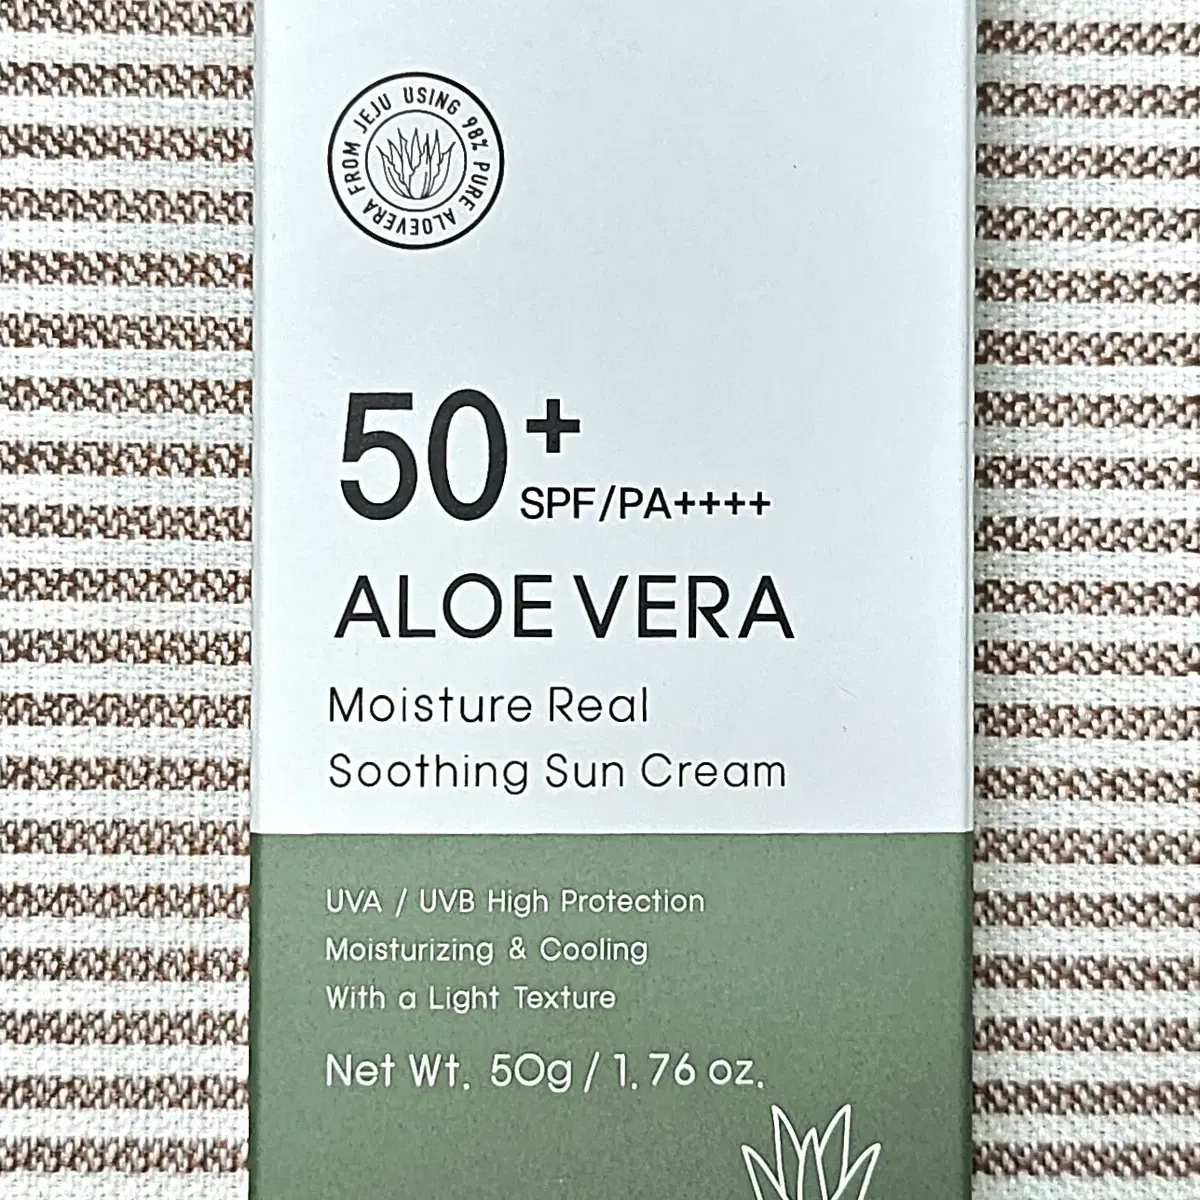 USING 98% PURE ALOEVERA FROM JEJU
50+
SPF/PA++++
ALOE VERA
Moisture Real
Soothing Sun Cream
UVA / UVB High Protection
Moisturizing & Cooling
With a Light Texture
Net Wt. 50g / 1.76 oz.